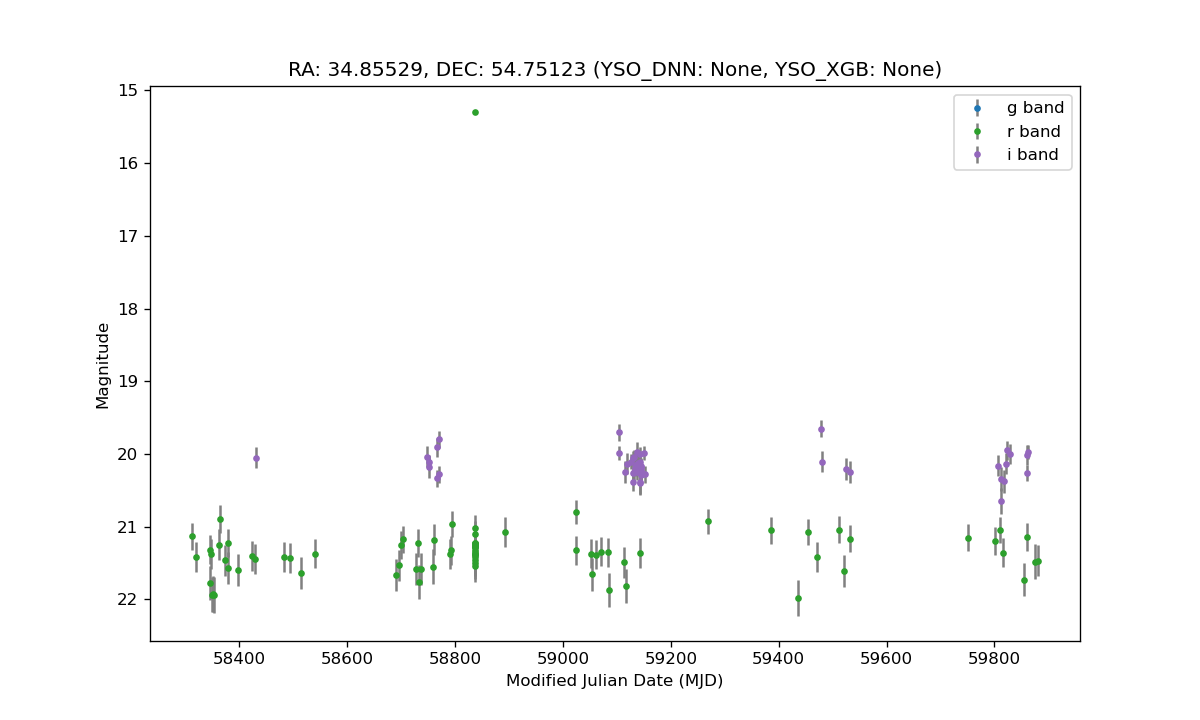 RA: 34.85529, DEC: 54.75123 (YSO_DNN: None, YSO_XGB: None)
15
16
17
18
19
20
21
22
Magnitude
g band
r band
i band
58400 58600 58800 59000 59200 59400 59600 59800
Modified Julian Date (MJD)